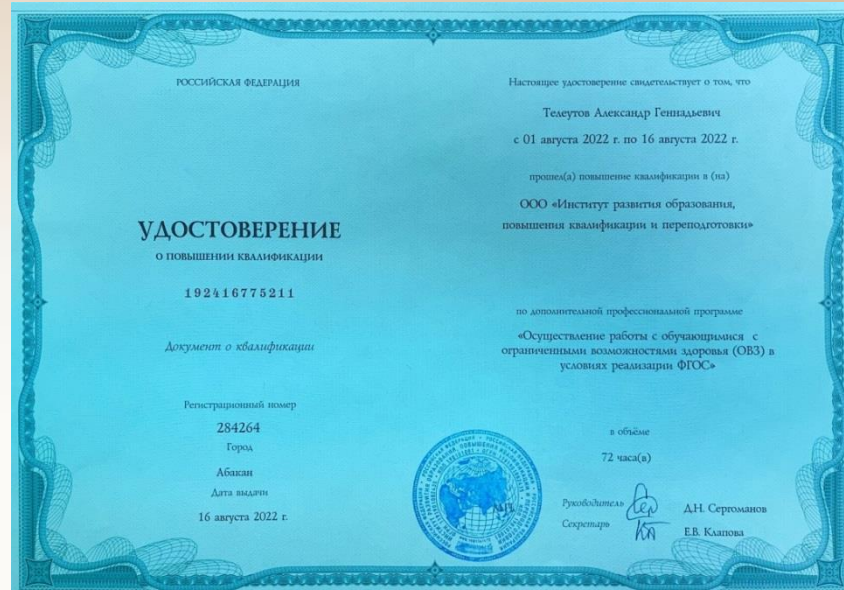 РОССИЙСКАЯ ФЕДЕРАЦИЯ
УДОСТОВЕРЕНИЕ
О ПОВЫШЕНИИ КВАЛИФИКАЦИИ
192416775211
Документ о квалификации
Регистрационный номер
284264
Город
Абакан
Дата выдачи
16 августа 2022 г.
Настоящее удостоверение свидетельствует о том, что
Телеутов Александр Геннадьевич
с 01 августа 2022 г. по 16 августа 2022 г.
прошел(а) повышение квалификации в (на)
ООО «Институт развития образования,
повышения квалификации и переподготовки»
по дополнительной профессиональной программе
«Осуществление работы с обучающимися с
ограниченными возможностями здоровья (ОВЗ) в
условиях реализации ФГОС»
в объёме
72 часа(а)
М.П.
Руководитель Д.Н. Сергоманов
Секретарь Е.В. Клапова